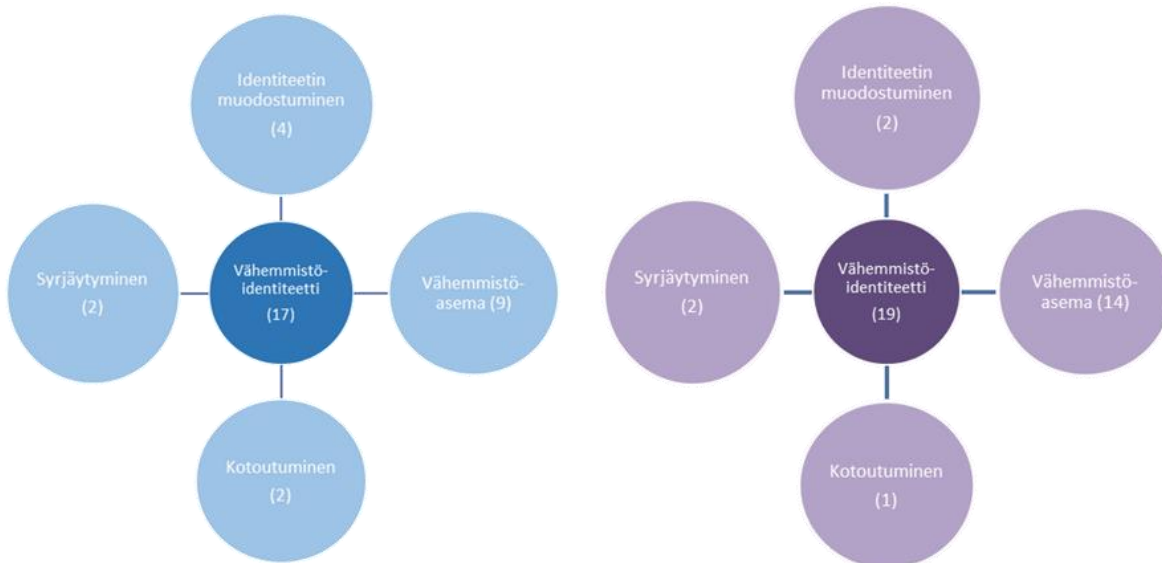 Identiteetin
muodostuminen
(4)
Syrjäytyminen
(2)
Vähemmistö-
identiteetti
(17)
Vähemmistö-
asema (9)
Kotoutuminen
(2)
Identiteetin
muodostuminen
(2)
Syrjäytyminen
(2)
Vähemmistö-
identiteetti
(19)
Vähemmistö-
asema (14)
Kotoutuminen
(1)